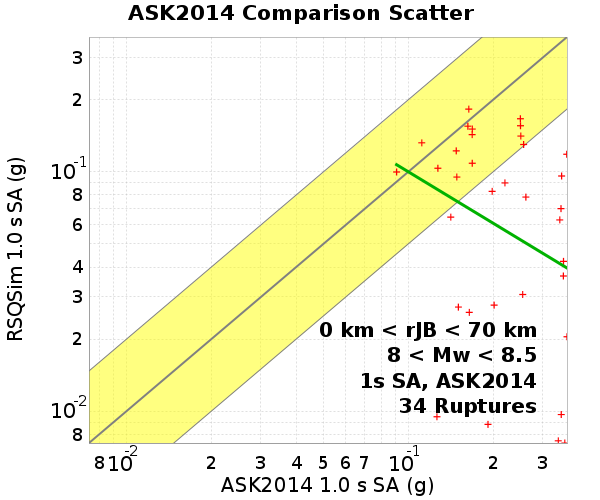 ASK2014 Comparison Scatter
RSQSim 1.0 s SA (g)
3
2
10-1
8
6
4
3
2
10-2
8
0 km < rJB < 70 km
8 < Mw < 8.5
1s SA, ASK2014
34 Ruptures
8 10-2 2 3 4 5 6 7 8 10-1 2 3
ASK2014 1.0 s SA (g)